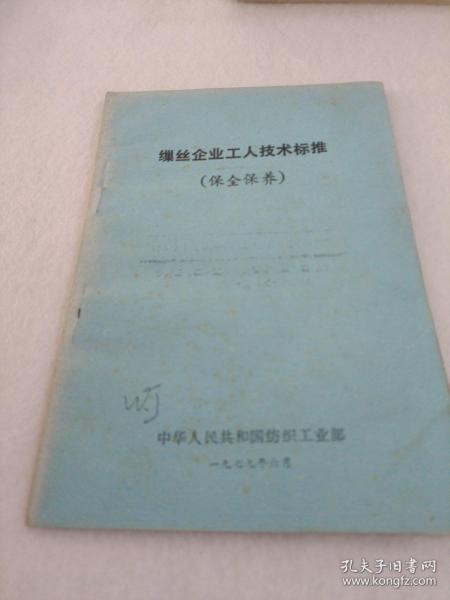 缫丝企业工人技术标推
(保全保养)
中华人民共和国纺织工业部
一九七九年六月
孔夫子旧书网
www.kongfz.com